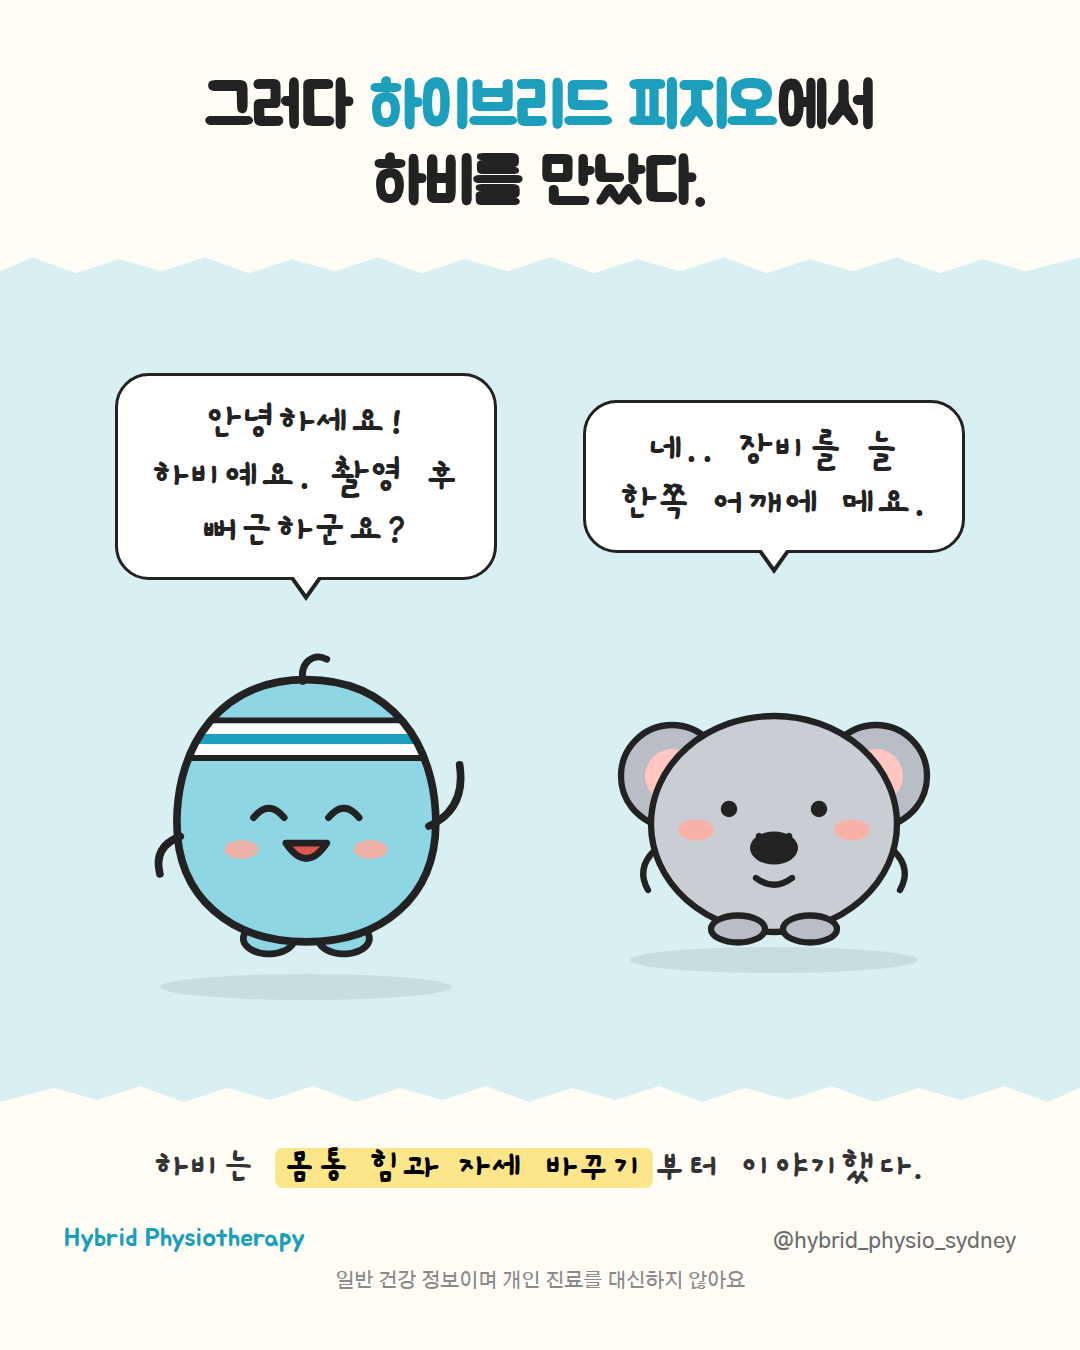 그러다 하이브리드 피지오에서
하비를 만났다.
안녕하세요!
하비예요. 촬영 후
뻐근하군요?
네.. 장비를 늘
한쪽 어깨에 메요.
하비는 몸통 힘과 자세 바꾸기부터 이야기했다.
Hybrid Physiotherapy
@hybrid_physio_sydney
일반 건강 정보이며 개인 진료를 대신하지 않아요